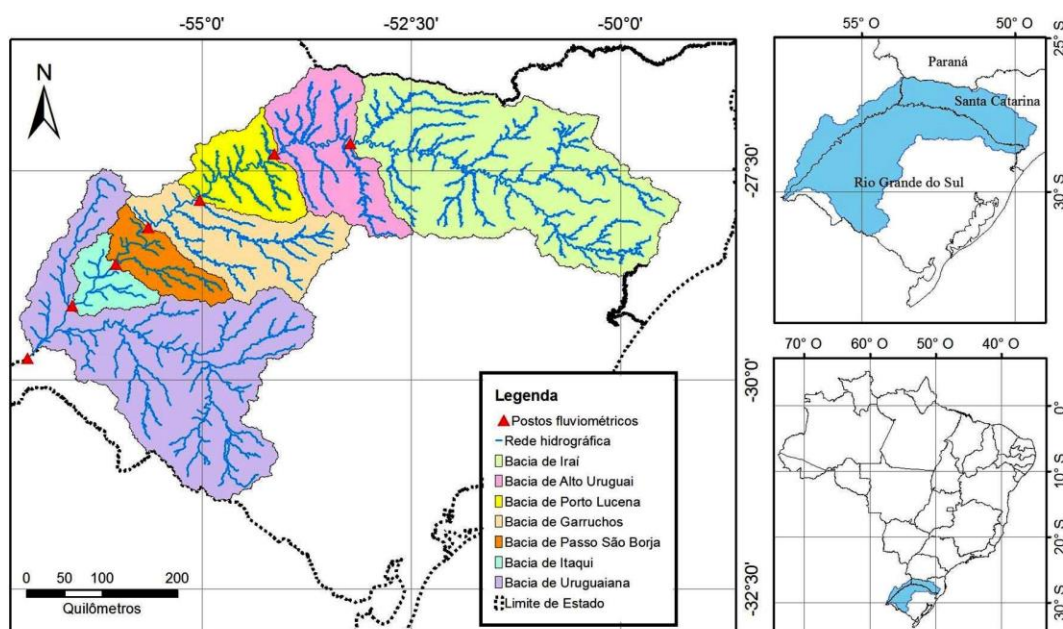 -55°0'
-52°30'
-50°0'
N
-27°30'
-30°0'
-32°30'
Legenda
Postos fluviométricos
Rede hidrográfica
Bacia de Iraí
Bacia de Alto Uruguai
Bacia de Porto Lucena
Bacia de Garruchos
Bacia de Passo São Borja
Bacia de Itaqui
Bacia de Uruguaiana
Limite de Estado
0 50 100 200
Quilômetros
55° O
50° O
25°S
30°S
Paraná
Santa Catarina
Rio Grande do Sul
70° O 60° O 50° O 40° O
0°
10°S
20°S
30°S